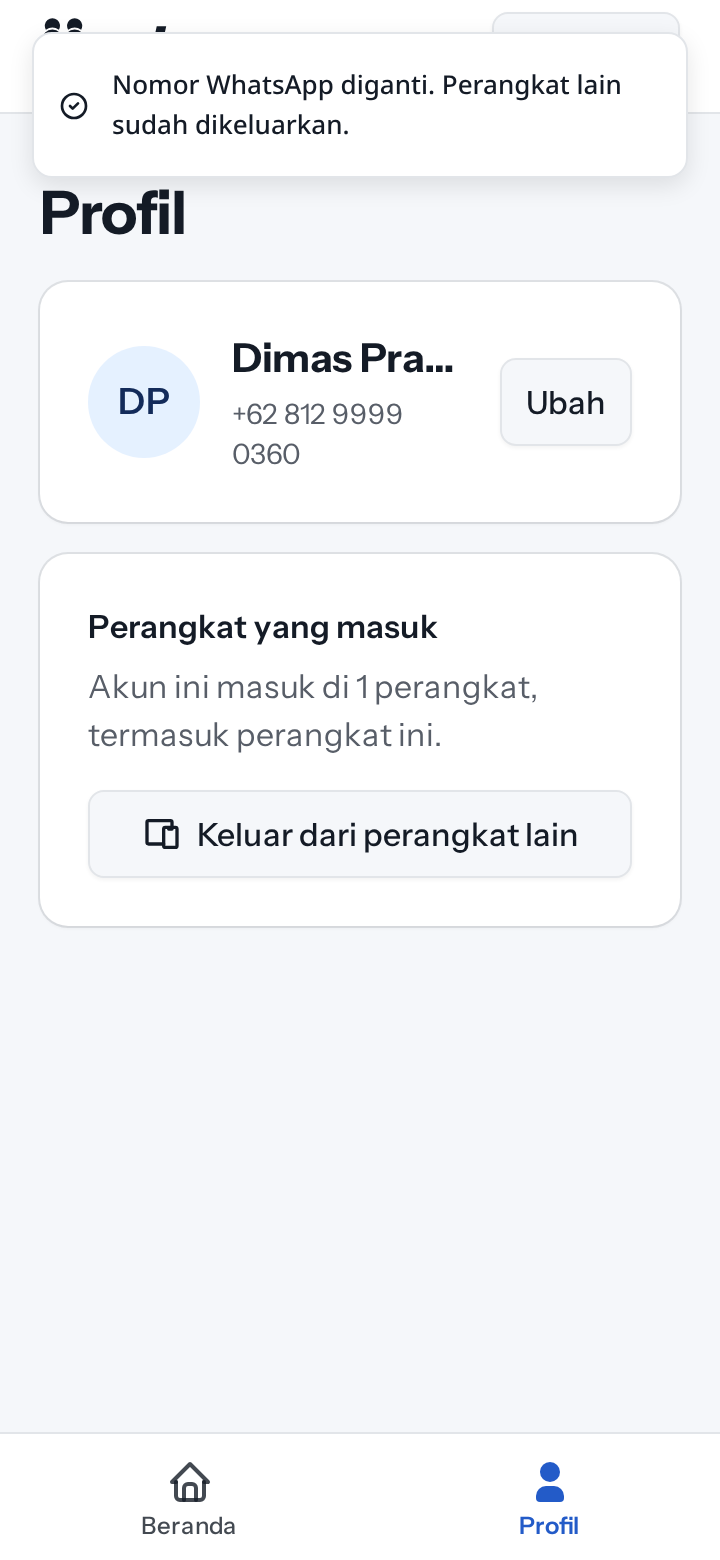 Nomor WhatsApp diganti. Perangkat lain
sudah dikeluarkan.
Profil
DP
Dimas Pra...
+62 812 9999
0360
Ubah
Perangkat yang masuk
Akun ini masuk di 1 perangkat,
termasuk perangkat ini.
Keluar dari perangkat lain
Beranda
Profil